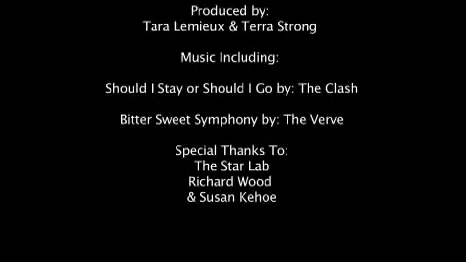 Produced by:
Tara Lemieux & Terra Strong
Music Including:
Should I Stay or Should I Go by: The Clash
Bitter Sweet Symphony by: The Verve
Special Thanks To:
The Star Lab
Richard Wood
& Susan Kehoe